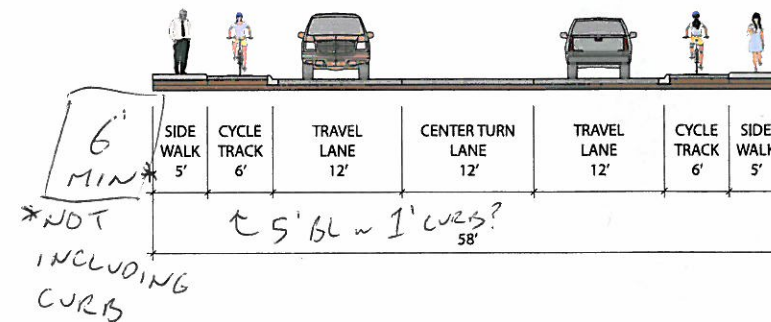 SIDE WALK 5'
CYCLE TRACK 6'
TRAVEL LANE 12'
CENTER TURN LANE 12'
TRAVEL LANE 12'
CYCLE TRACK 6'
SIDE WALK 5'
6" MIN*
*NOT INCLUDING CURB
5' BL w 1' CURB?
58'